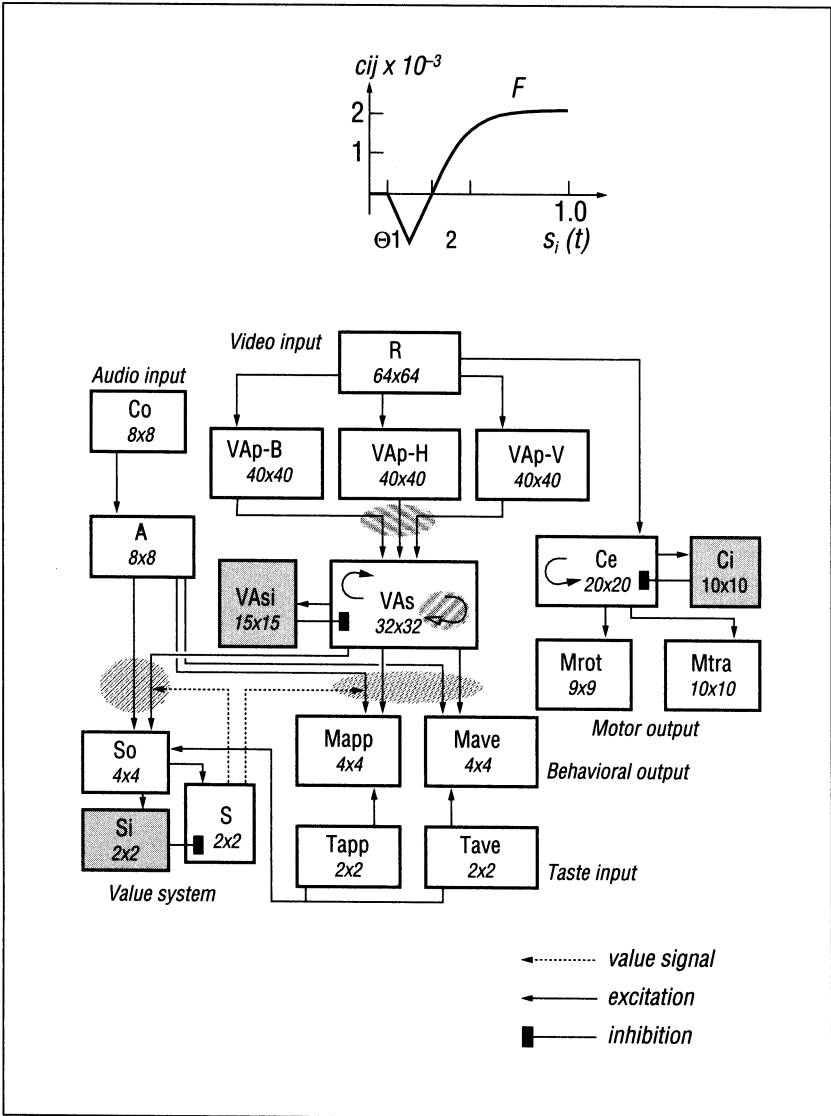 cij x 10⁻³
F
2
1
1.0
Θ1
2
sᵢ (t)
Video input
R
64x64
Audio input
Co
8x8
VAp-B
40x40
VAp-H
40x40
VAp-V
40x40
A
8x8
VAsi
15x15
VAs
32x32
Ce
20x20
Ci
10x10
Mrot
9x9
Mtra
10x10
Motor output
So
4x4
Mapp
4x4
Mave
4x4
Behavioral output
Si
2x2
S
2x2
Tapp
2x2
Tave
2x2
Taste input
Value system
value signal
excitation
inhibition